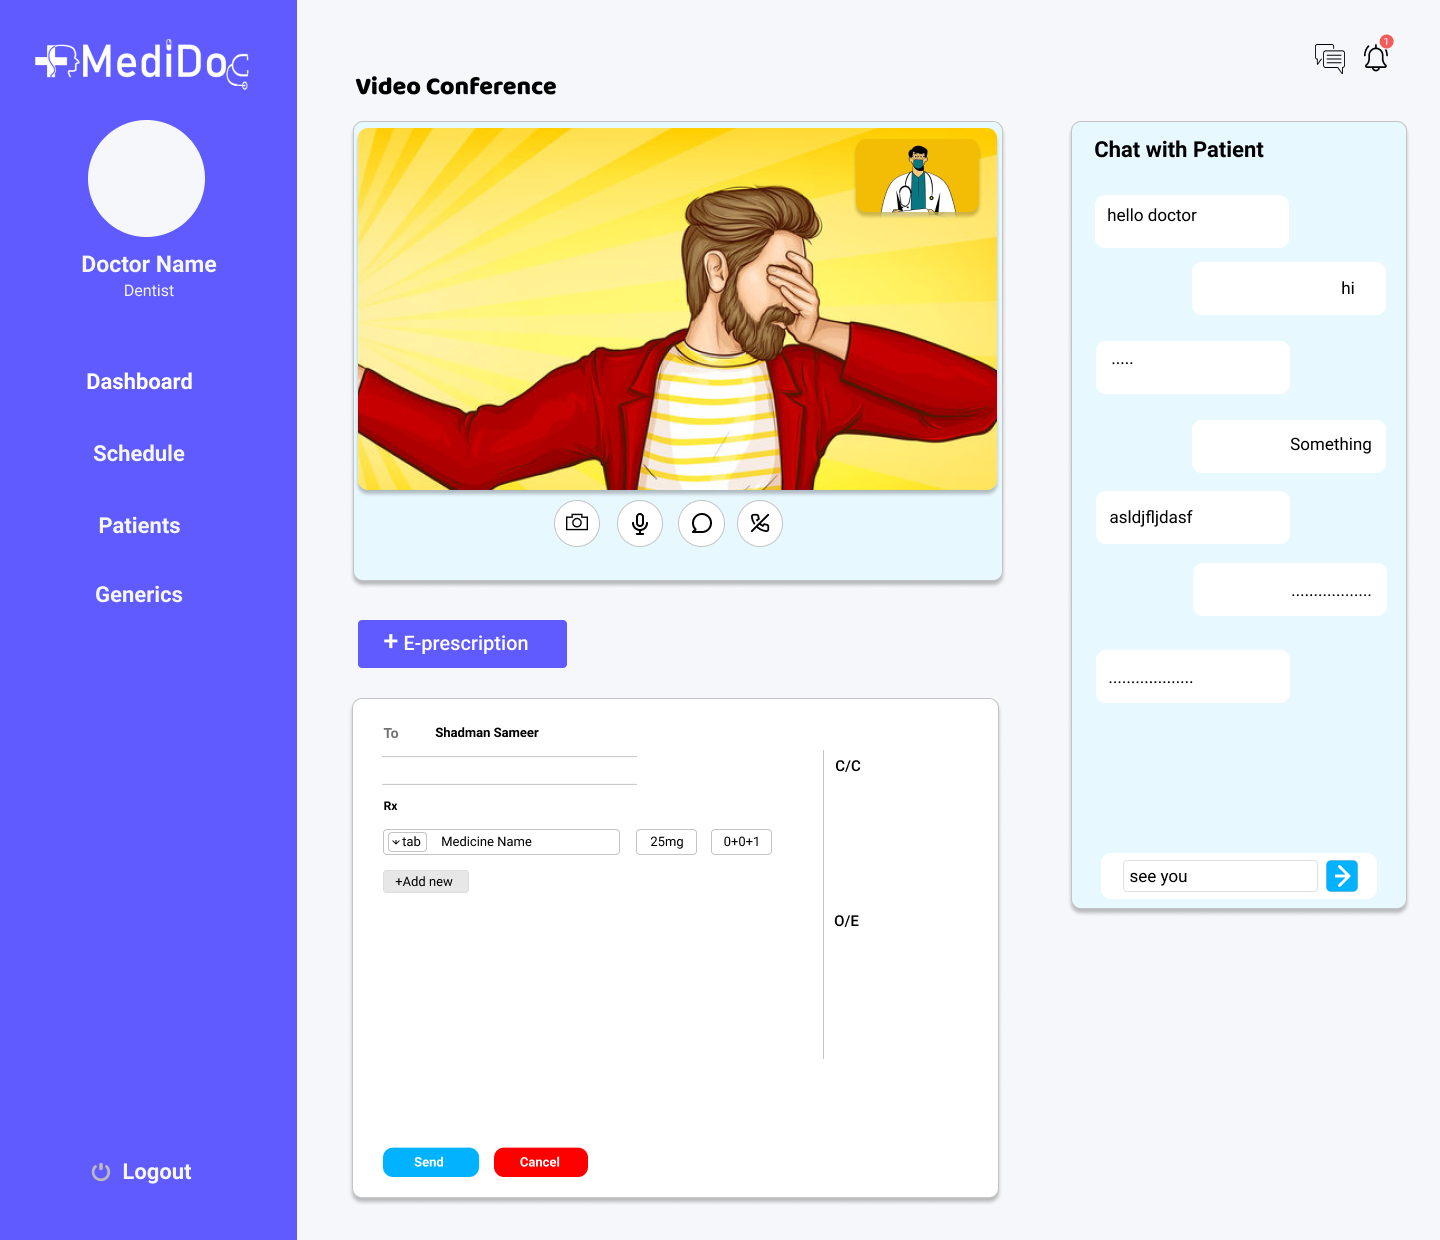 MediDoc
Doctor Name
Dentist
Dashboard
Schedule
Patients
Generics
Logout
1
Video Conference
+ E-prescription
To Shadman Sameer
Rx
tab Medicine Name 25mg 0+0+1
+Add new
C/C
O/E
Send Cancel
Chat with Patient
hello doctor
hi
.....
Something
asldjfljdasf
..................
...................
see you